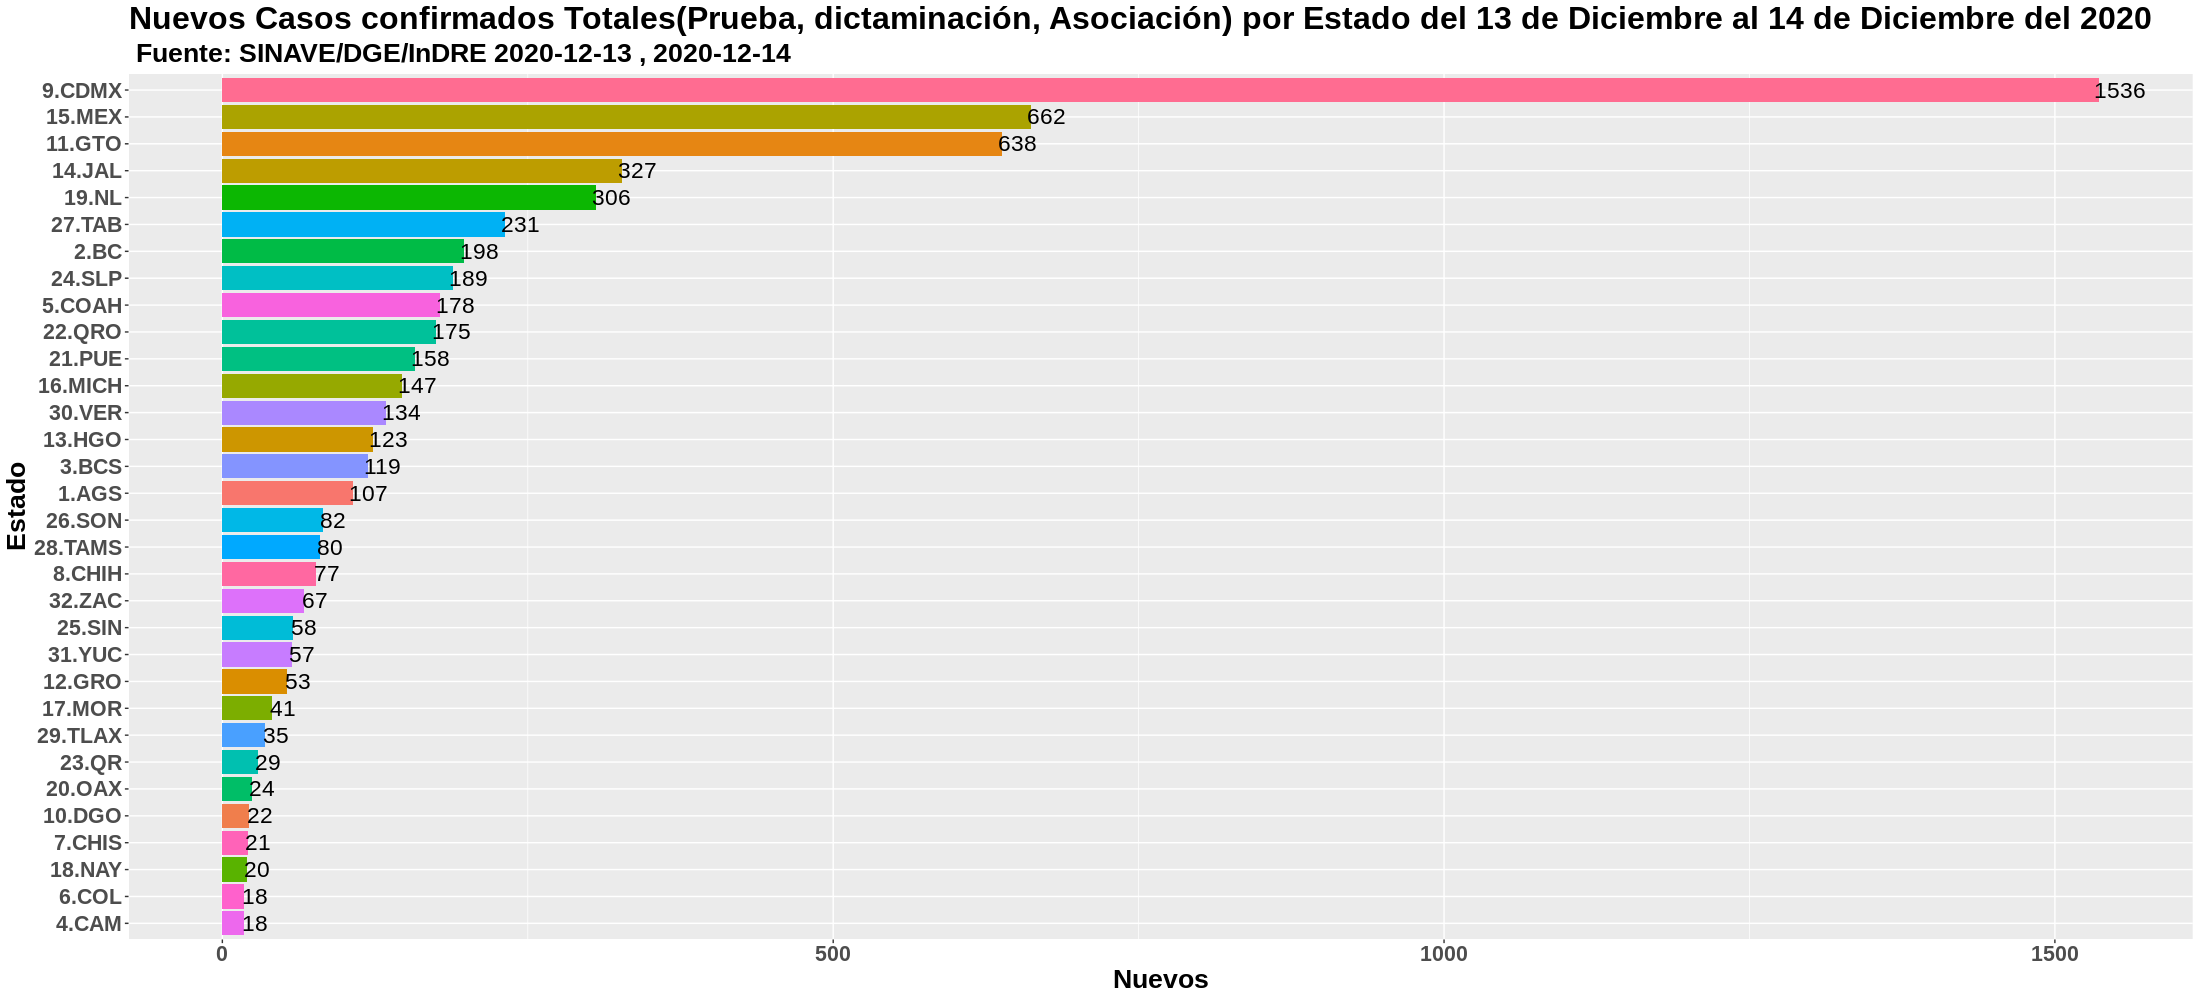 Nuevos Casos confirmados Totales(Prueba, dictaminación, Asociación) por Estado del 13 de Diciembre al 14 de Diciembre del 2020
Fuente: SINAVE/DGE/InDRE 2020-12-13 , 2020-12-14
Estado
9.CDMX 1536
15.MEX 662
11.GTO 638
14.JAL 327
19.NL 306
27.TAB 231
2.BC 198
24.SLP 189
5.COAH 178
22.QRO 175
21.PUE 158
16.MICH 147
30.VER 134
13.HGO 123
3.BCS 119
1.AGS 107
26.SON 82
28.TAMS 80
8.CHIH 77
32.ZAC 67
25.SIN 58
31.YUC 57
12.GRO 53
17.MOR 41
29.TLAX 35
23.QR 29
20.OAX 24
10.DGO 22
7.CHIS 21
18.NAY 20
6.COL 18
4.CAM 18
0 500 1000 1500
Nuevos